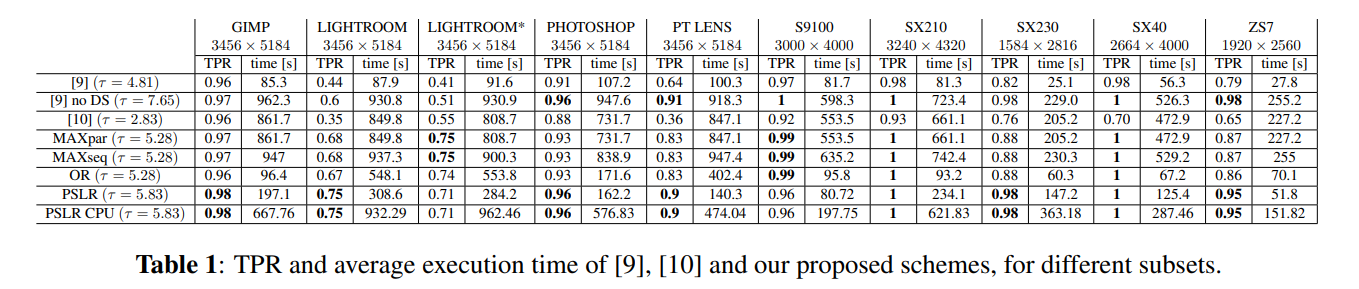 GIMP LIGHTROOM LIGHTROOM* PHOTOSHOP PT LENS S9100 SX210 SX230 SX40 ZS7
3456 × 5184 3456 × 5184 3456 × 5184 3456 × 5184 3456 × 5184 3000 × 4000 3240 × 4320 1584 × 2816 2664 × 4000 1920 × 2560
TPR time [s] TPR time [s] TPR time [s] TPR time [s] TPR time [s] TPR time [s] TPR time [s] TPR time [s] TPR time [s] TPR time [s]
[9] (τ = 4.81) 0.96 85.3 0.44 87.9 0.41 91.6 0.91 107.2 0.64 100.3 0.97 81.7 0.98 81.3 0.82 25.1 0.98 56.3 0.79 27.8
[9] no DS (τ = 7.65) 0.97 962.3 0.6 930.8 0.51 930.9 0.96 947.6 0.91 918.3 1 598.3 1 723.4 0.98 229.0 1 526.3 0.98 255.2
[10] (τ = 2.83) 0.96 861.7 0.35 849.8 0.55 808.7 0.88 731.7 0.36 847.1 0.92 553.5 0.93 661.1 0.76 205.2 0.70 472.9 0.65 227.2
MAXpar (τ = 5.28) 0.97 861.7 0.68 849.8 0.75 808.7 0.93 731.7 0.83 847.1 0.99 553.5 1 661.1 0.88 205.2 1 472.9 0.87 227.2
MAXseq (τ = 5.28) 0.97 947 0.68 937.3 0.75 900.3 0.93 838.9 0.83 947.4 0.99 635.2 1 742.4 0.88 230.3 1 529.2 0.87 255
OR (τ = 5.28) 0.96 96.4 0.67 548.1 0.74 553.8 0.93 171.6 0.83 402.4 0.99 95.8 1 93.2 0.88 60.3 1 67.2 0.86 70.1
PSLR (τ = 5.83) 0.98 197.1 0.75 308.6 0.71 284.2 0.96 162.2 0.9 140.3 0.96 80.72 1 234.1 0.98 147.2 1 125.4 0.95 51.8
PSLR CPU (τ = 5.83) 0.98 667.76 0.75 932.29 0.71 962.46 0.96 576.83 0.9 474.04 0.96 197.75 1 621.83 0.98 363.18 1 287.46 0.95 151.82
Table 1: TPR and average execution time of [9], [10] and our proposed schemes, for different subsets.